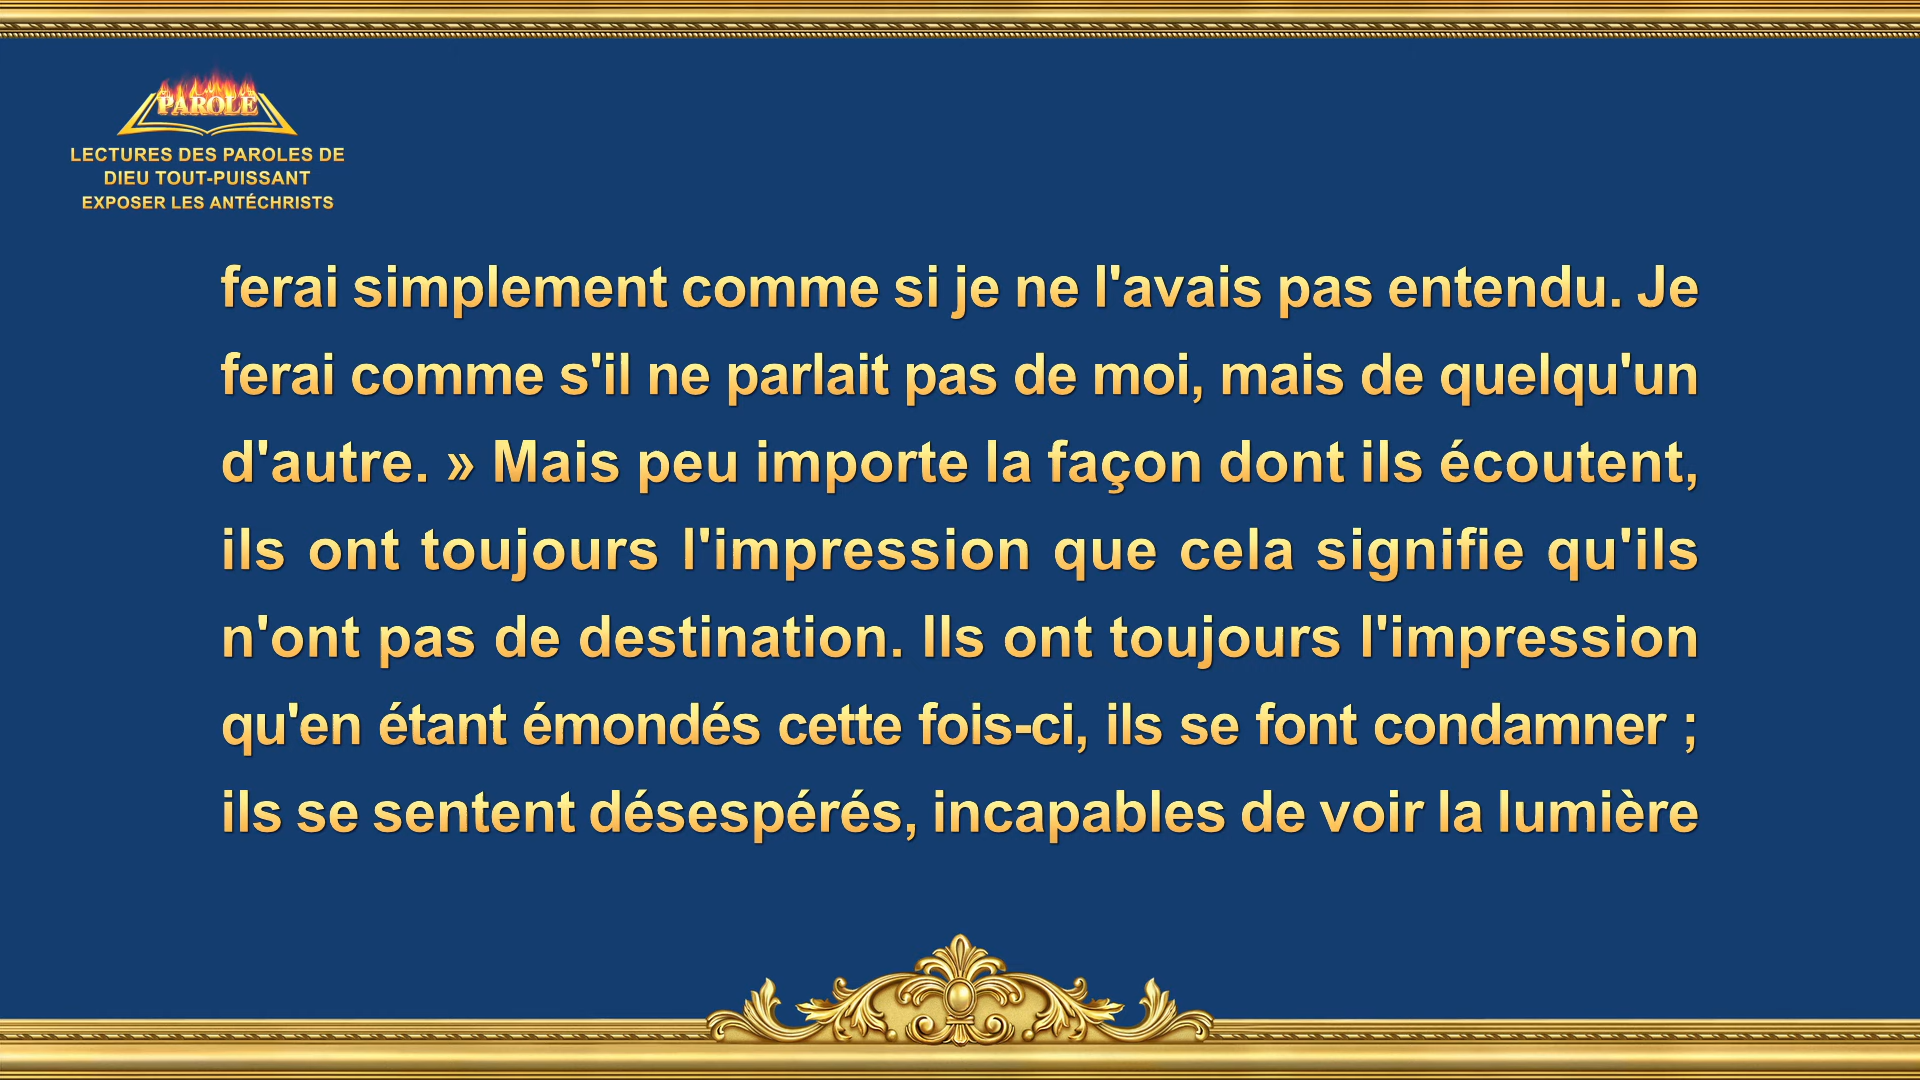 PAROLE
LECTURES DES PAROLES DE
DIEU TOUT-PUISSANT
EXPOSER LES ANTÉCHRISTS
ferai simplement comme si je ne l'avais pas entendu. Je
ferai comme s'il ne parlait pas de moi, mais de quelqu'un
d'autre. » Mais peu importe la façon dont ils écoutent,
ils ont toujours l'impression que cela signifie qu'ils
n'ont pas de destination. Ils ont toujours l'impression
qu'en étant émondés cette fois-ci, ils se font condamner ;
ils se sentent désespérés, incapables de voir la lumière